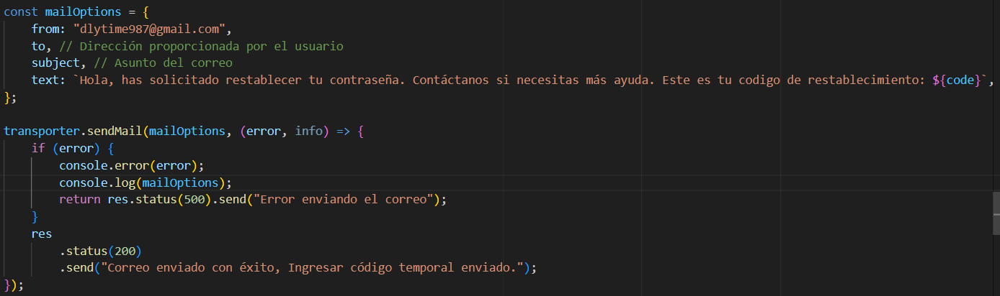 const mailOptions = {
from: "dlytime987@gmail.com",
to, // Dirección proporcionada por el usuario
subject, // Asunto del correo
text: `Hola, has solicitado restablecer tu contraseña. Contáctanos si necesitas más ayuda. Este es tu codigo de restablecimiento: ${code}`,
};
transporter.sendMail(mailOptions, (error, info) => {
if (error) {
console.error(error);
console.log(mailOptions);
return res.status(500).send("Error enviando el correo");
}
res
.status(200)
.send("Correo enviado con éxito, Ingresar código temporal enviado.");
});